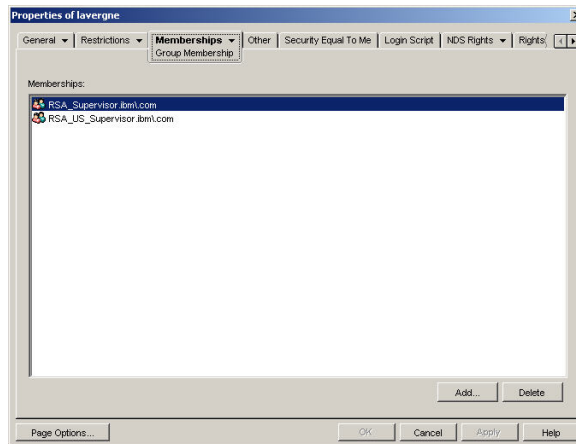 Properties of lavergne
General Restrictions Memberships Other Security Equal To Me Login Script NDS Rights Rights
Group Membership
Memberships:
RSA_Supervisor.ibm\.com
RSA_US_Supervisor.ibm\.com
Add... Delete
Page Options... OK Cancel Apply Help